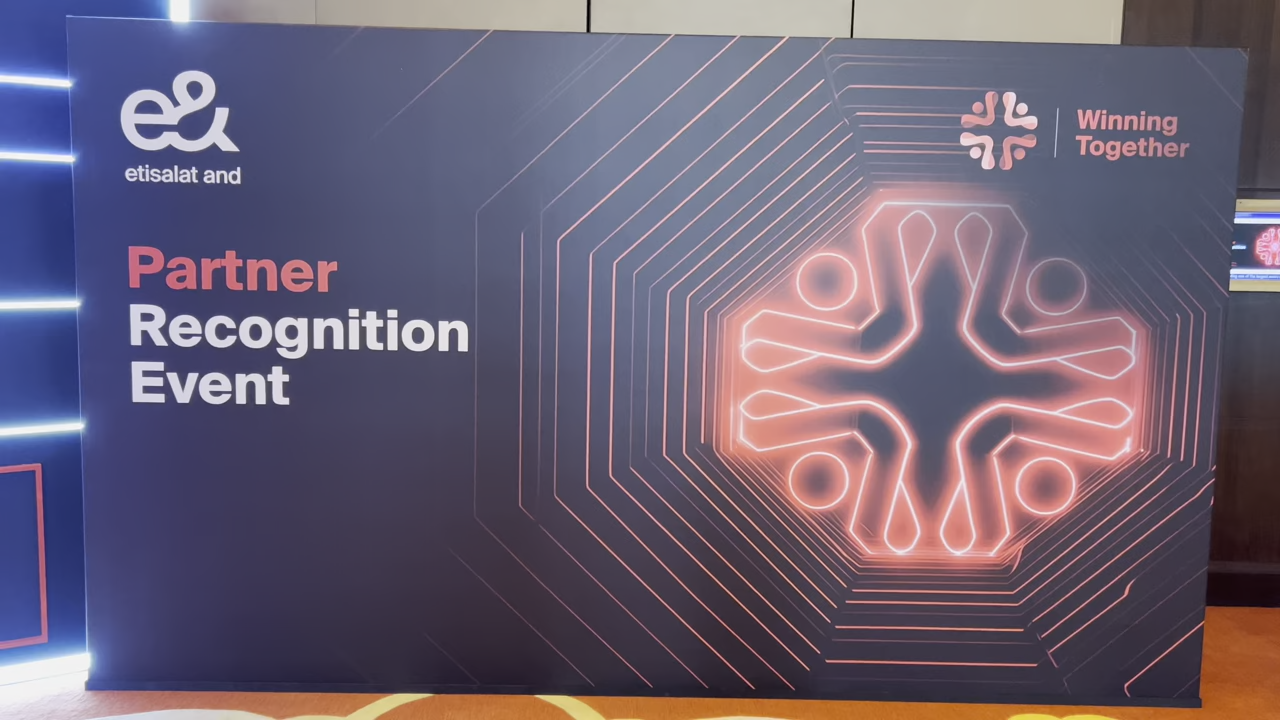 e&
etisalat and
Winning
Together
Partner
Recognition
Event